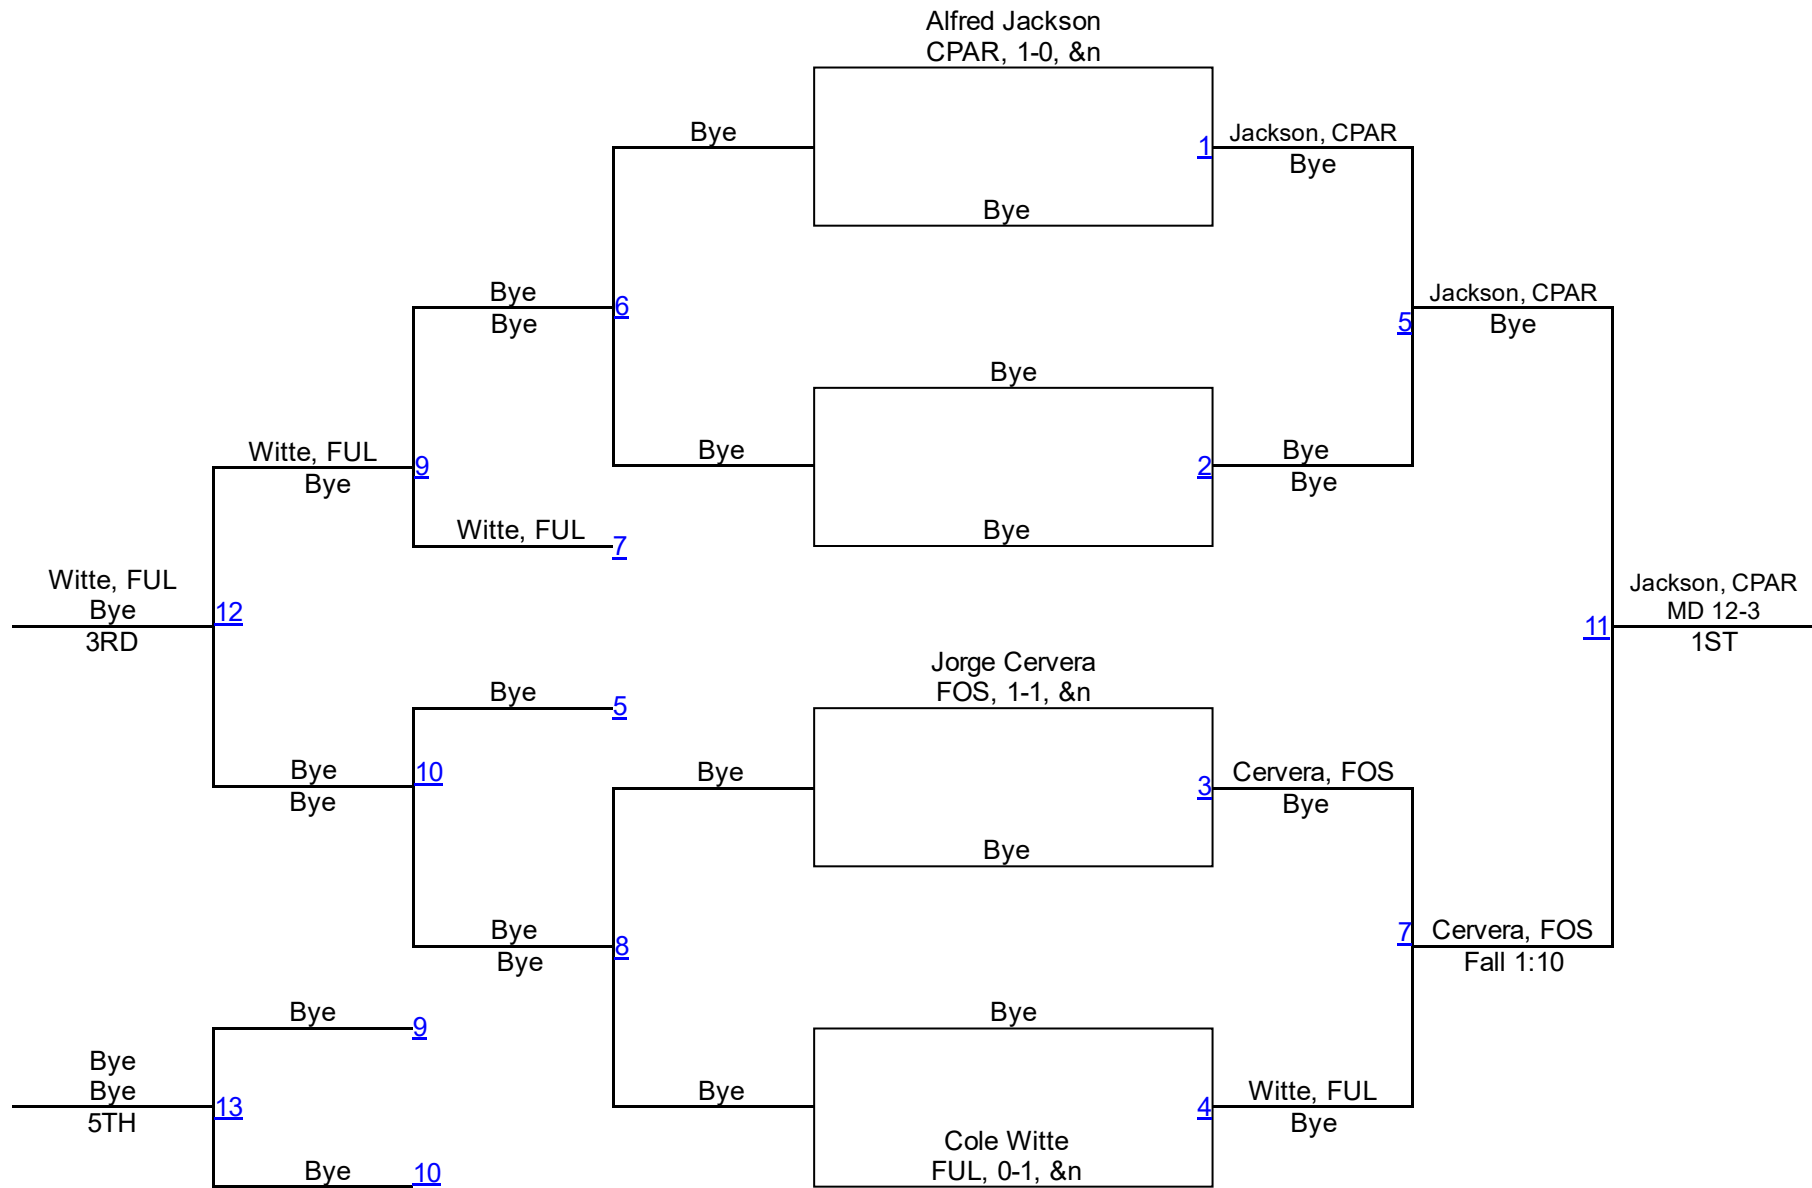 Alfred Jackson
CPAR, 1-0, &n
Bye
1
Jackson, CPAR
Bye
Bye
Bye
Bye
6
Jackson, CPAR
Bye
5
Bye
Witte, FUL
Bye
9
Bye
2
Bye
Bye
Witte, FUL
7
Bye
Witte, FUL
Bye
3RD
12
Jackson, CPAR
MD 12-3
1ST
11
Jorge Cervera
FOS, 1-1, &n
Bye
5
Bye
Bye
10
Bye
3
Cervera, FOS
Bye
Bye
Bye
Bye
8
7
Cervera, FOS
Fall 1:10
Bye
9
Bye
Bye
Bye
5TH
13
Bye
4
Witte, FUL
Bye
Cole Witte
FUL, 0-1, &n
Bye
10